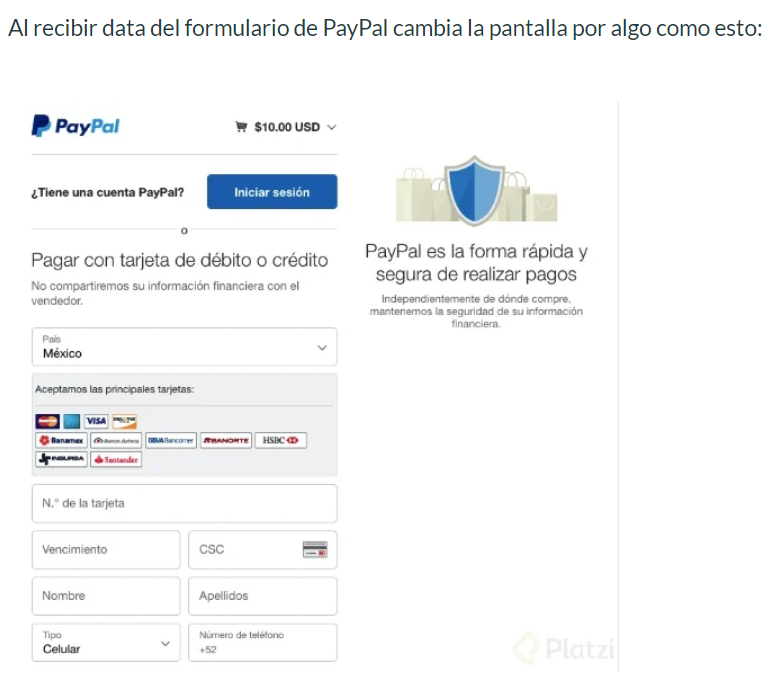 Al recibir data del formulario de PayPal cambia la pantalla por algo como esto:
PayPal
$10.00 USD
¿Tiene una cuenta PayPal?
Iniciar sesión
o
Pagar con tarjeta de débito o crédito
No compartiremos su información financiera con el
vendedor.
País
México
Aceptamos las principales tarjetas:
VISA
Banamex
Banco Azteca
BBVA Bancomer
BANORTE
HSBC
INBURSA
Santander
N.° de la tarjeta
Vencimiento
CSC
Nombre
Apellidos
Tipo
Celular
Número de teléfono
+52
PayPal es la forma rápida y
segura de realizar pagos
Independientemente de dónde compre,
mantenemos la seguridad de su información
financiera.
Platzi